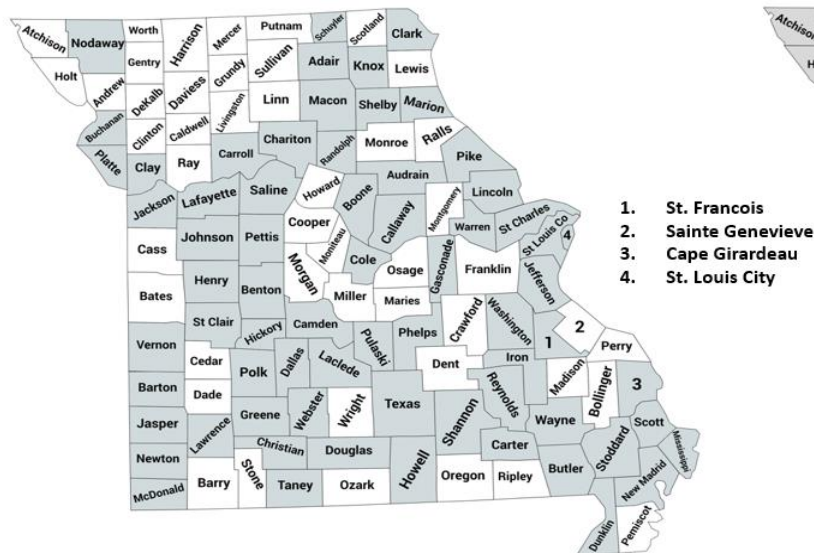 Atchison
Nodaway
Worth
Harrison
Mercer
Putnam
Schuyler
Scotland
Clark
Atchison
H
Holt
Andrew
Gentry
DeKalb
Daviess
Grundy
Sullivan
Adair
Knox
Lewis
Buchanan
Clinton
Caldwell
Livingston
Linn
Macon
Shelby
Marion
Platte
Clay
Ray
Carroll
Chariton
Randolph
Monroe
Ralls
Pike
Jackson
Lafayette
Saline
Howard
Boone
Audrain
Callaway
Montgomery
Lincoln
Warren
St Charles
St Louis Co
4
Cass
Johnson
Pettis
Cooper
Moniteau
Cole
Osage
Gasconade
Franklin
Jefferson
1. St. Francois
2. Sainte Genevieve
3. Cape Girardeau
4. St. Louis City
Bates
Henry
Benton
Morgan
Miller
Maries
Crawford
Washington
1
2
Perry
Vernon
St Clair
Hickory
Camden
Pulaski
Phelps
Dent
Iron
Madison
Bollinger
3
Cedar
Polk
Dallas
Laclede
Barton
Dade
Greene
Webster
Wright
Texas
Shannon
Reynolds
Wayne
Scott
Mississippi
Jasper
Lawrence
Christian
Douglas
Howell
Carter
Butler
Stoddard
New Madrid
Newton
McDonald
Barry
Stone
Taney
Ozark
Oregon
Ripley
Dunklin
Pemiscot